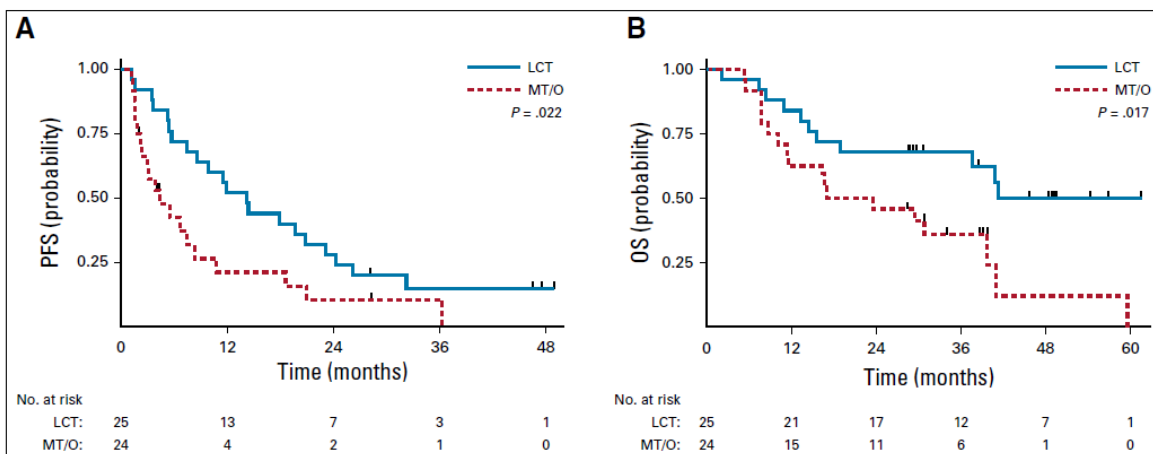 A
PFS (probability)
1.00
0.75
0.50
0.25
LCT
MT/O
P = .022
0 12 24 36 48
Time (months)
No. at risk
LCT: 25 13 7 3 1
MT/O: 24 4 2 1 0
B
OS (probability)
1.00
0.75
0.50
0.25
LCT
MT/O
P = .017
0 12 24 36 48 60
Time (months)
No. at risk
LCT: 25 21 17 12 7 1
MT/O: 24 15 11 6 1 0